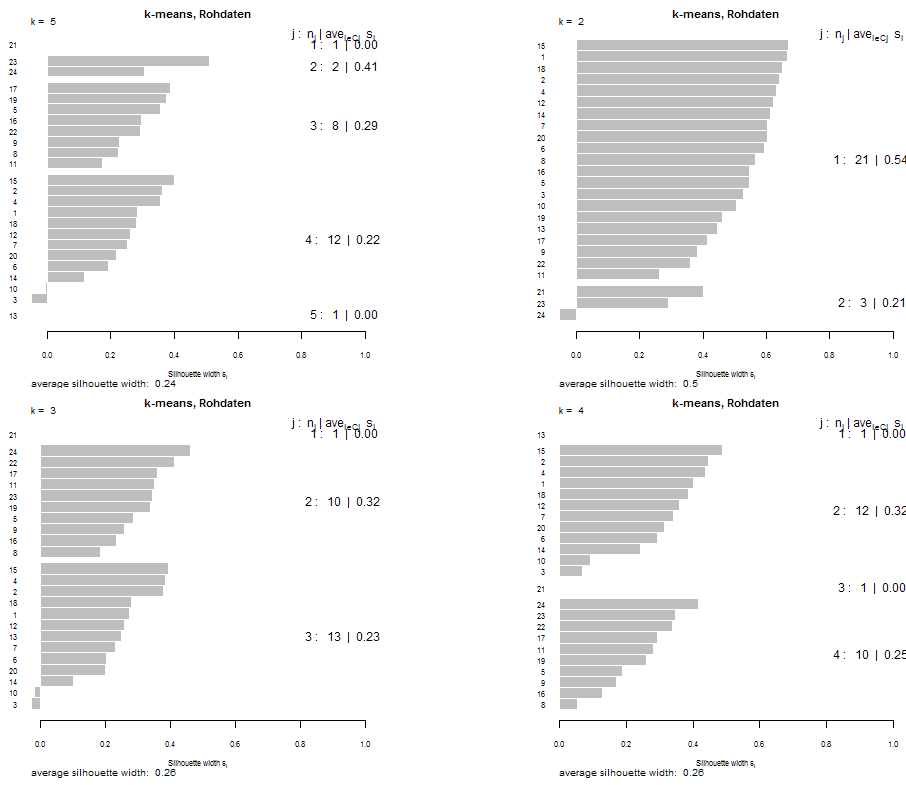 k-means, Rohdaten
k = 5
j : nj | aveiєCj si
21
1 : 1 | 0.00
23
2 : 2 | 0.41
24
17
19
5
16
3 : 8 | 0.29
22
9
8
11
15
2
4
1
18
12
4 : 12 | 0.22
7
20
6
14
10
3
13
5 : 1 | 0.00
0.0 0.2 0.4 0.6 0.8 1.0
Silhouette width si
average silhouette width: 0.24
k-means, Rohdaten
k = 2
j : nj | aveiєCj si
15
1
18
2
4
12
14
7
20
6
8
1 : 21 | 0.54
16
5
3
10
19
13
17
9
22
11
21
23
2 : 3 | 0.21
24
0.0 0.2 0.4 0.6 0.8 1.0
Silhouette width si
average silhouette width: 0.5
k-means, Rohdaten
k = 3
j : nj | aveiєCj si
21
1 : 1 | 0.00
24
22
17
11
23
2 : 10 | 0.32
19
5
9
16
8
15
4
2
18
1
12
13
3 : 13 | 0.23
7
6
20
14
10
3
0.0 0.2 0.4 0.6 0.8 1.0
Silhouette width si
average silhouette width: 0.26
k-means, Rohdaten
k = 4
j : nj | aveiєCj si
13
1 : 1 | 0.00
15
2
4
1
18
12
2 : 12 | 0.32
7
20
6
14
10
3
21
3 : 1 | 0.00
24
23
22
17
11
4 : 10 | 0.25
19
5
9
16
8
0.0 0.2 0.4 0.6 0.8 1.0
Silhouette width si
average silhouette width: 0.26